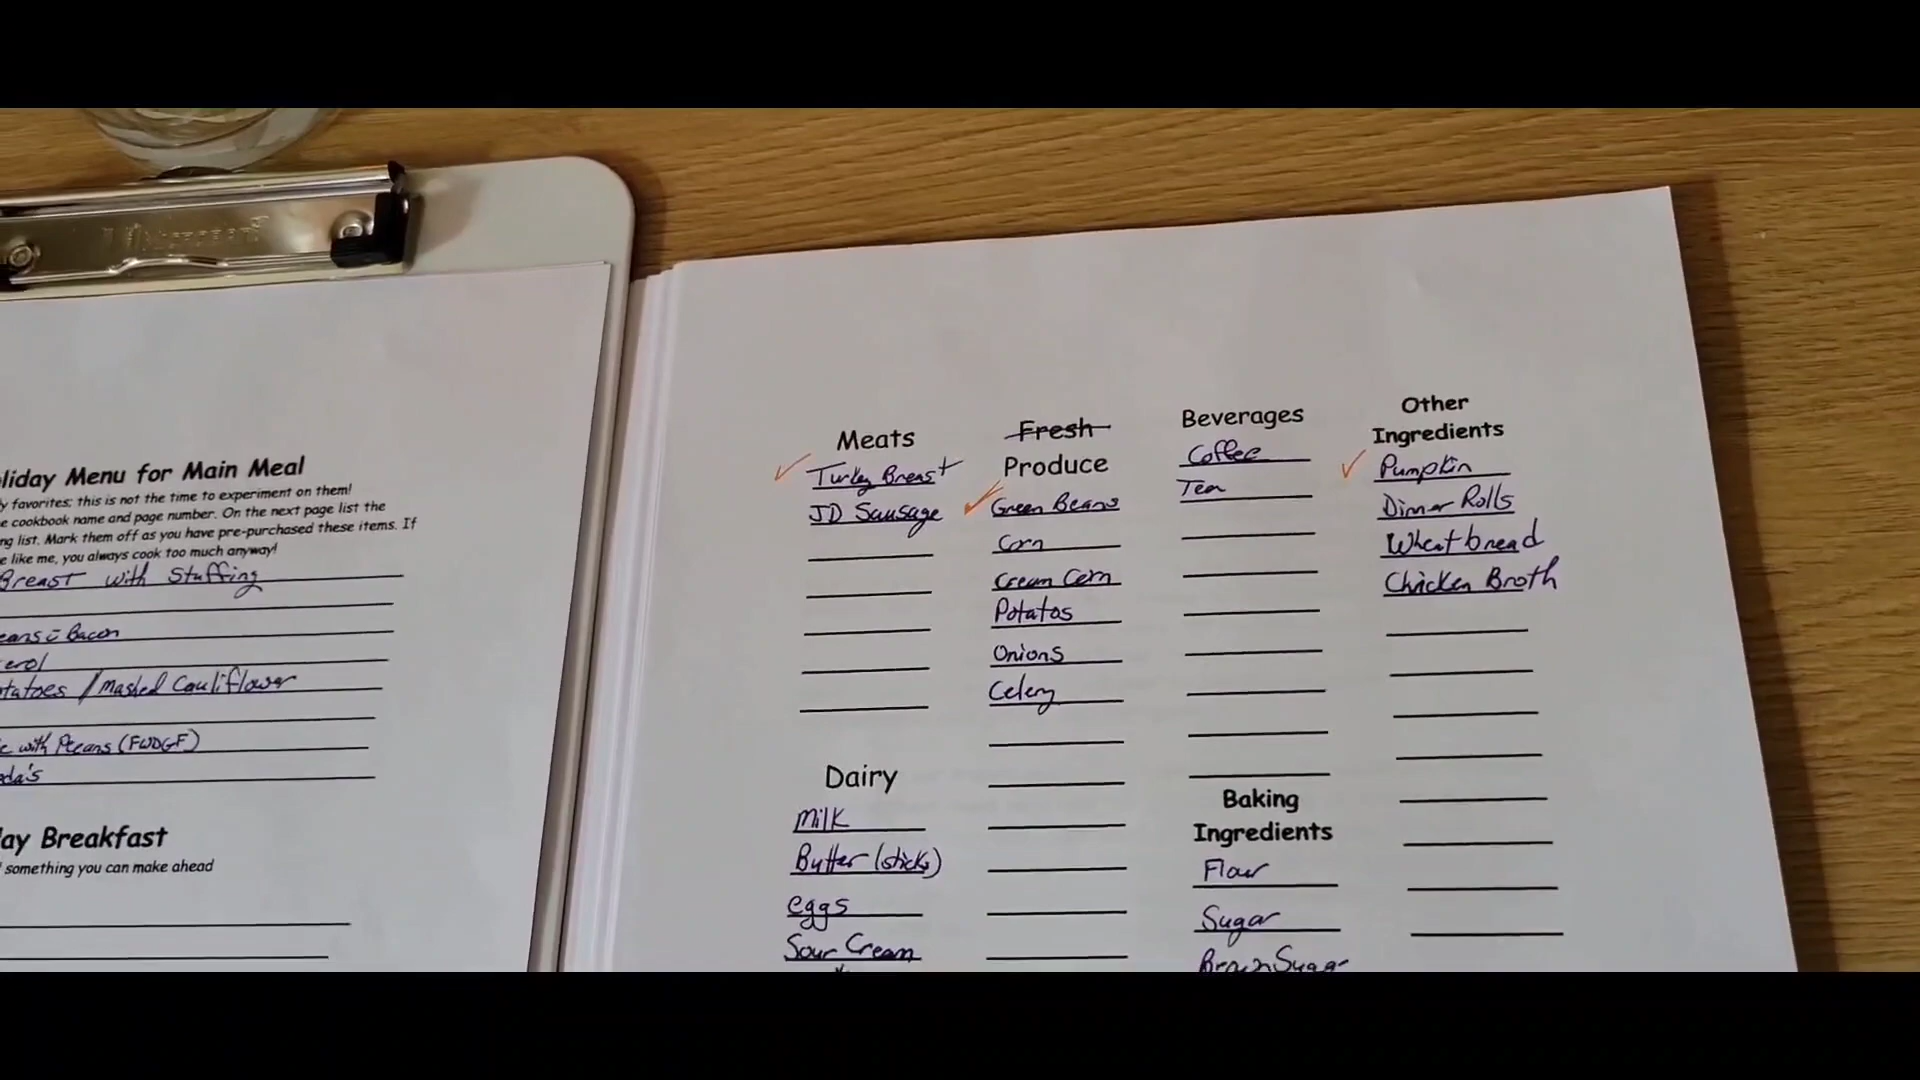 liday Menu for Main Meal
y favorites; this is not the time to experiment on them!
e cookbook name and page number. On the next page list the
ng list. Mark them off as you have pre-purchased these items. If
e like me, you always cook too much anyway!
Breast with Stuffing
eans c Bacon
erol
tatoes / Mashed Cauliflower
c with Pecans (FWDGF)
da's
ay Breakfast
something you can make ahead
Meats
Turkey Breast
JD Sausage
Dairy
Milk
Butter (sticks)
eggs
Sour Cream
Fresh
Produce
Green Beans
Corn
Cream Corn
Potatos
Onions
Celery
Beverages
Coffee
Tea
Baking
Ingredients
Flour
Sugar
Brown Sugar
Other
Ingredients
Pumpkin
Dinner Rolls
Wheat bread
Chicken Broth